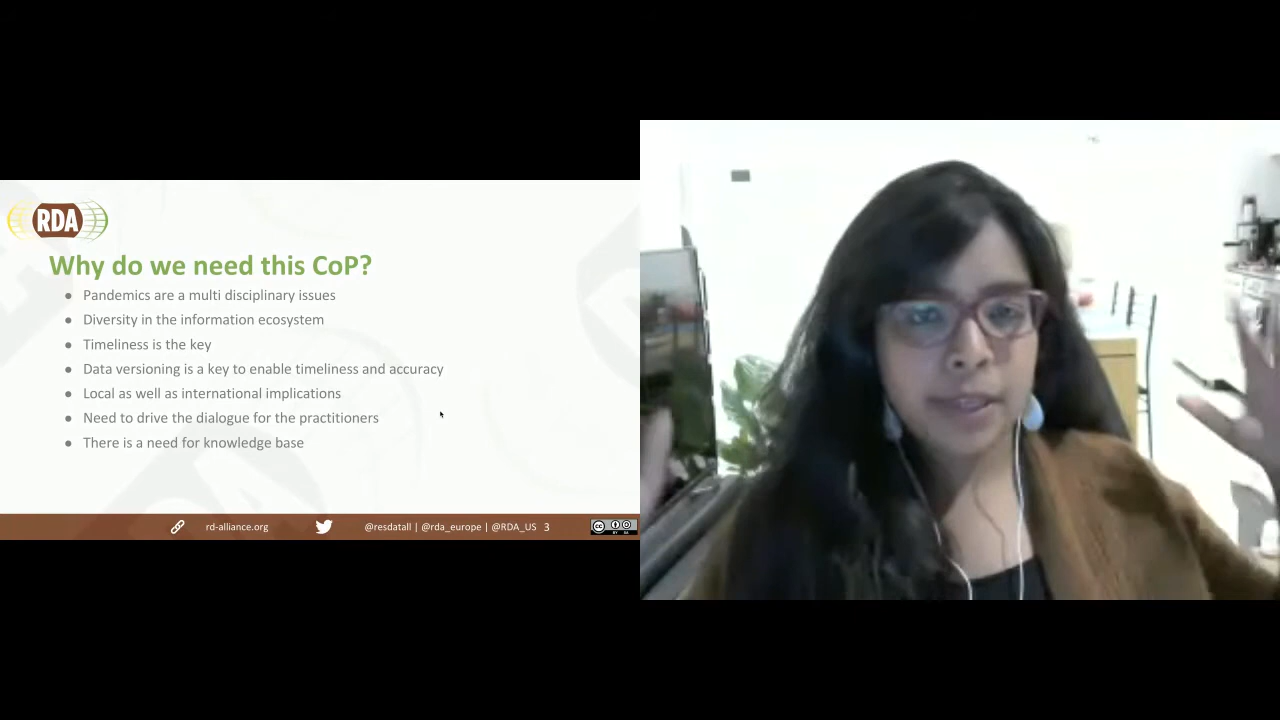 RDA
Why do we need this CoP?
● Pandemics are a multi disciplinary issues
● Diversity in the information ecosystem
● Timeliness is the key
● Data versioning is a key to enable timeliness and accuracy
● Local as well as international implications
● Need to drive the dialogue for the practitioners
● There is a need for knowledge base
rd-alliance.org @resdatall | @rda_europe | @RDA_US 3